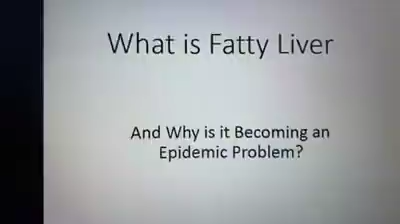 What is Fatty Liver
And Why is it Becoming an
Epidemic Problem?